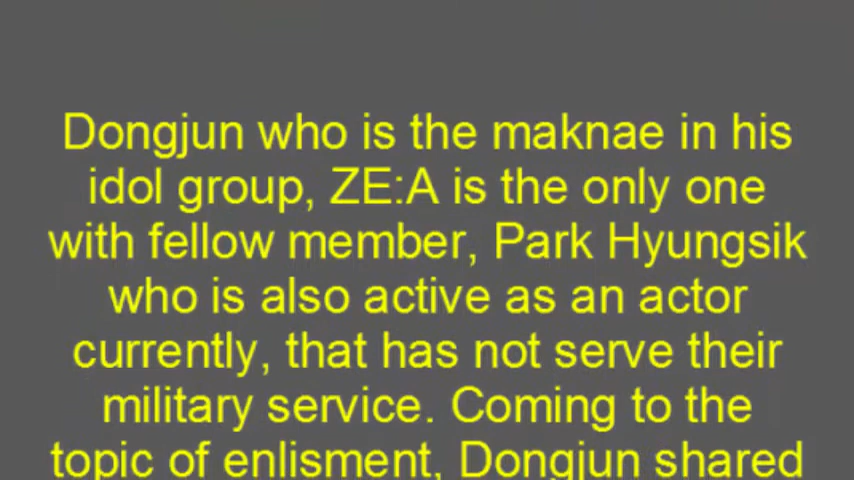 Dongjun who is the maknae in his
idol group, ZE:A is the only one
with fellow member, Park Hyungsik
who is also active as an actor
currently, that has not serve their
military service. Coming to the
topic of enlisment, Dongjun shared